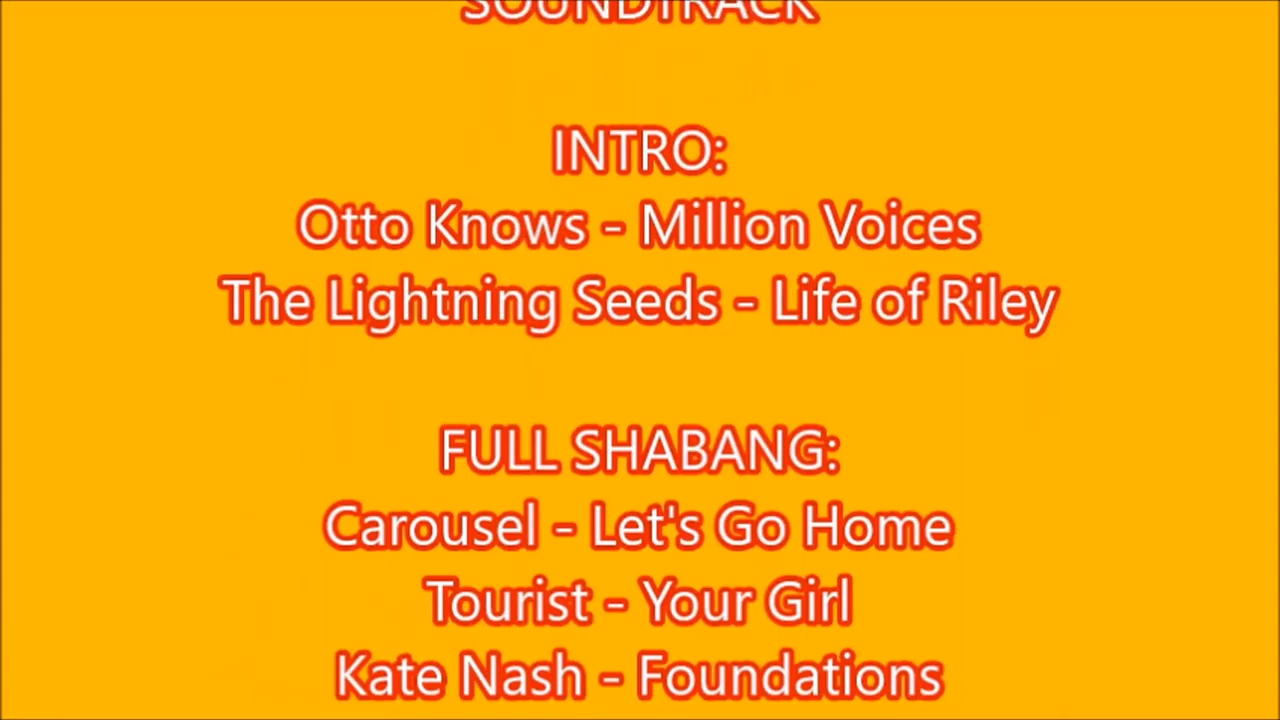 SOUNDTRACK
INTRO:
Otto Knows - Million Voices
The Lightning Seeds - Life of Riley
FULL SHABANG:
Carousel - Let's Go Home
Tourist - Your Girl
Kate Nash - Foundations